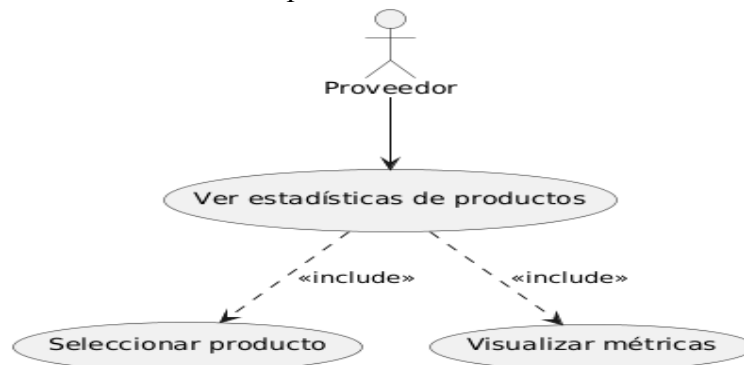 Proveedor
Ver estadísticas de productos
«include»
«include»
Seleccionar producto
Visualizar métricas